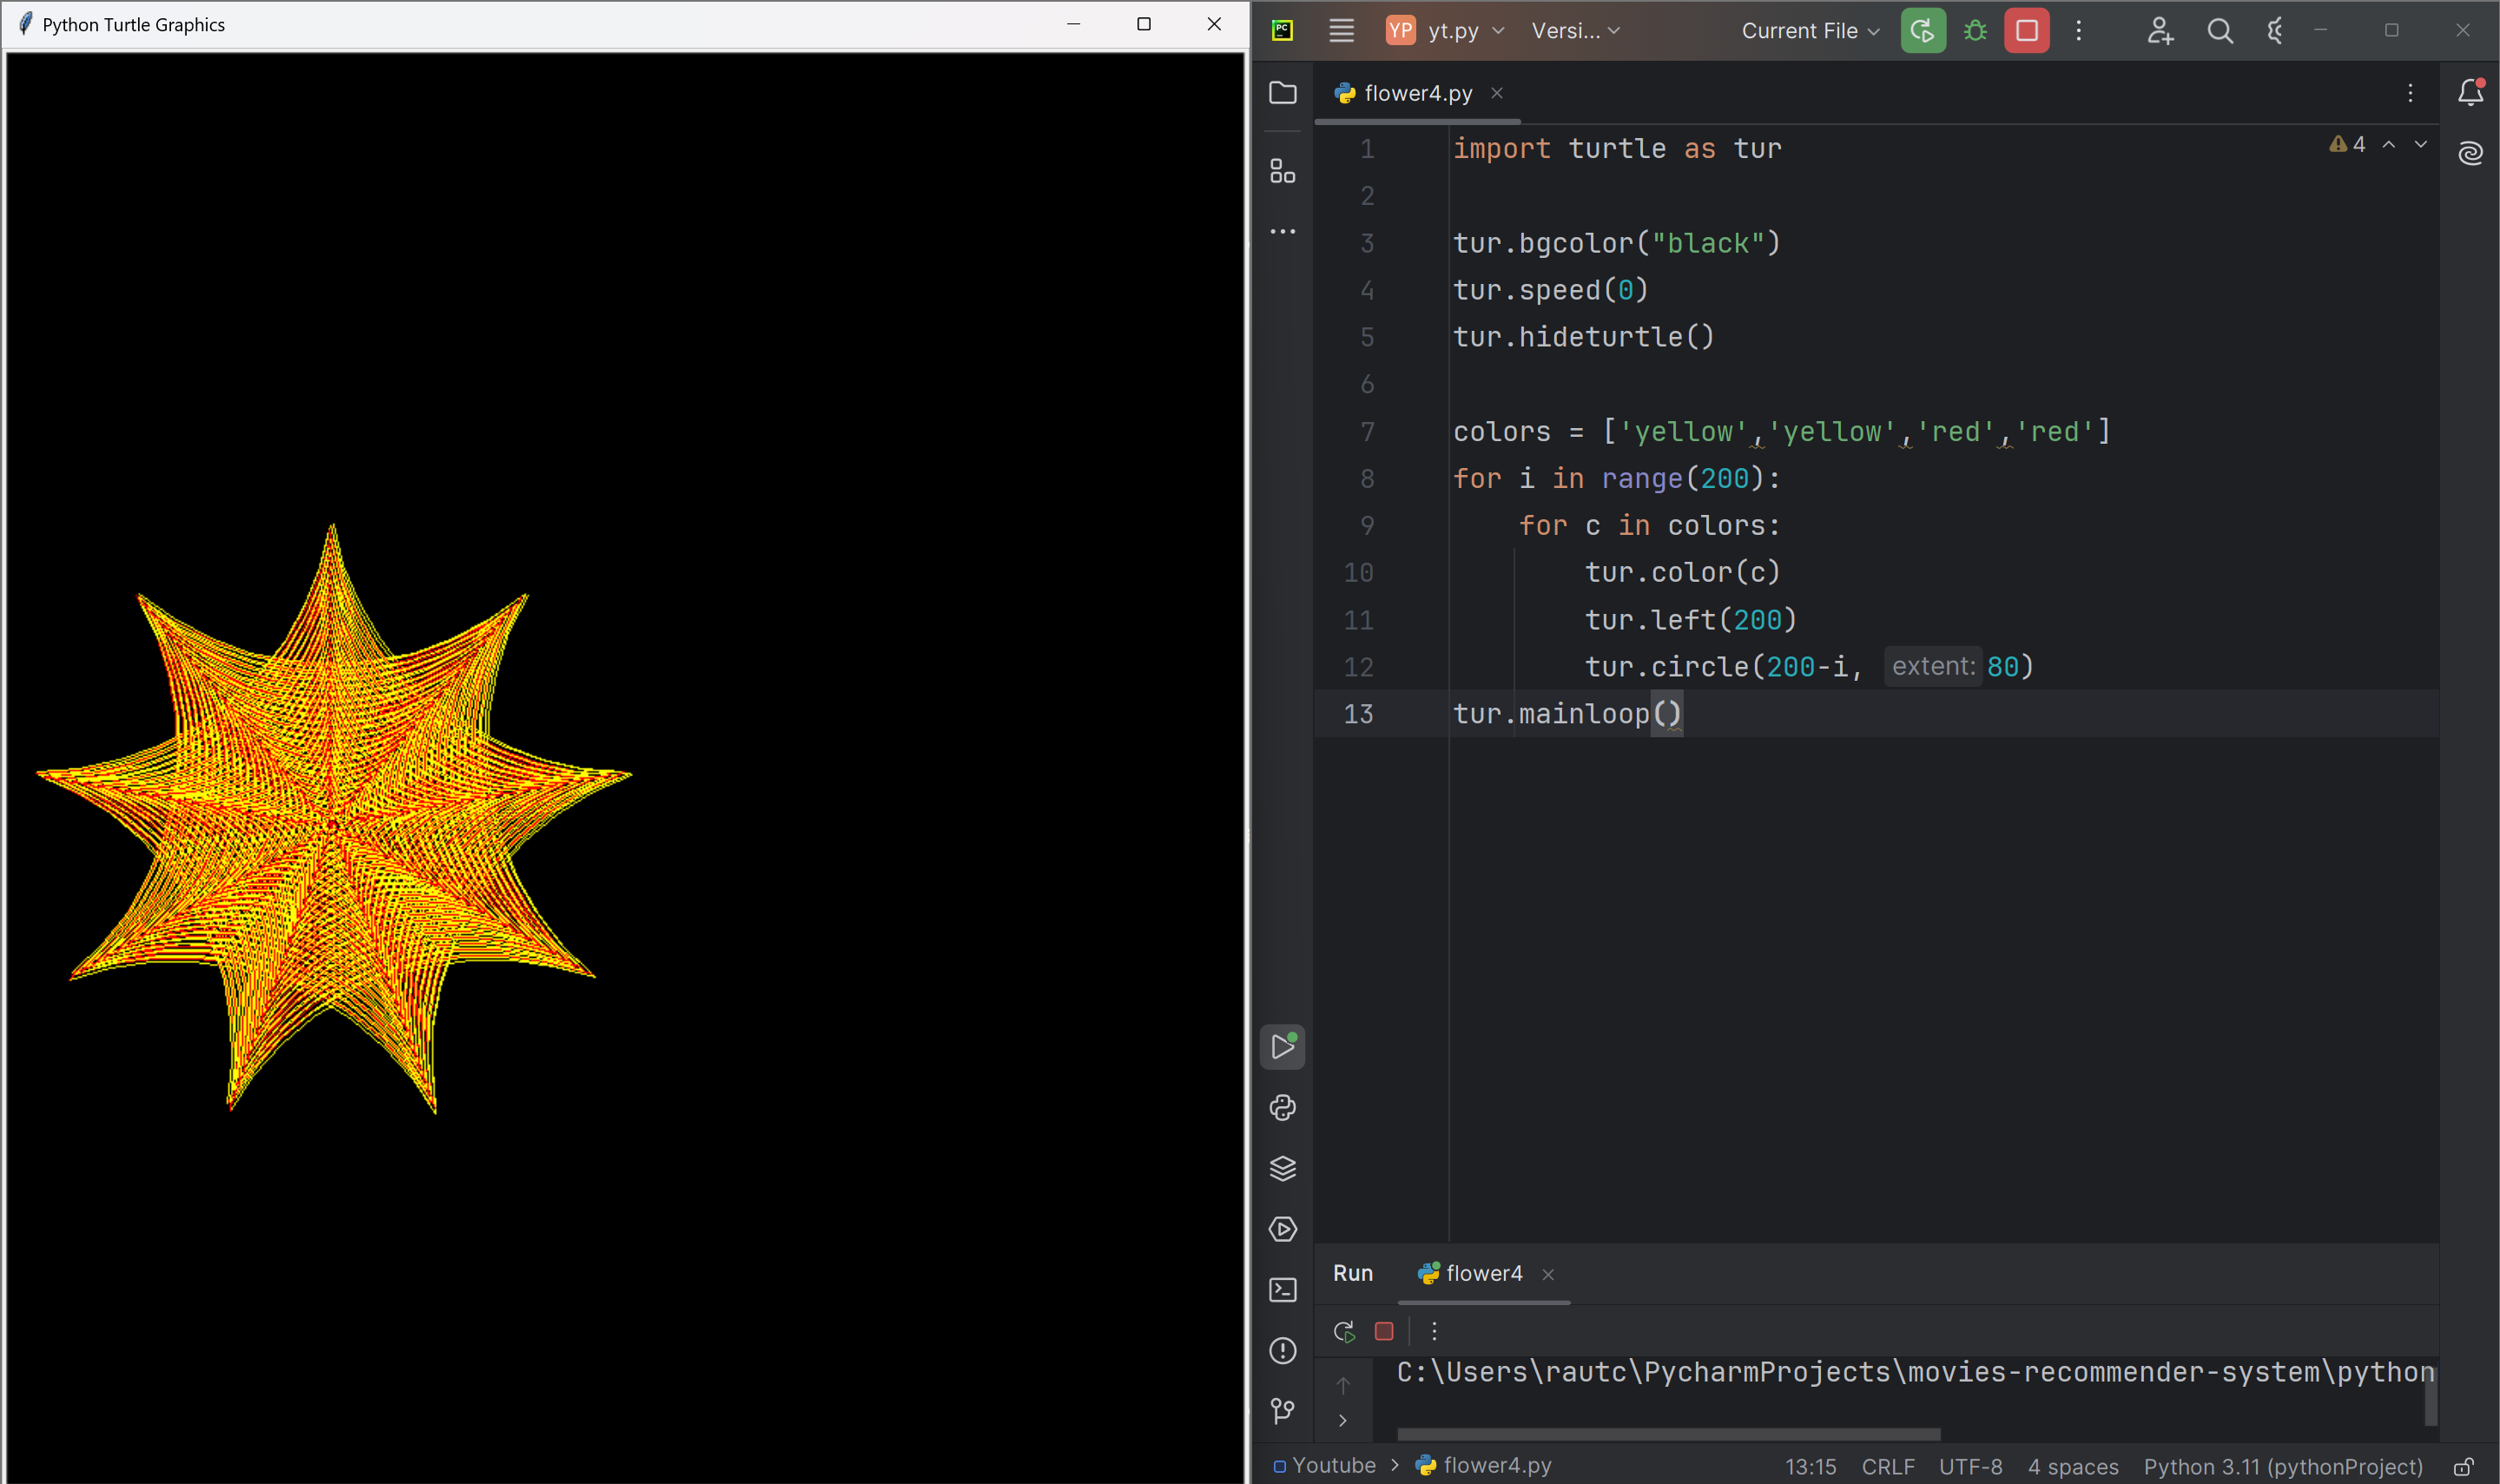 Python Turtle Graphics
PC
YP yt.py Versi... Current File
flower4.py
4
1 import turtle as tur
2
3 tur.bgcolor("black")
4 tur.speed(0)
5 tur.hideturtle()
6
7 colors = ['yellow','yellow','red','red']
8 for i in range(200):
9 for c in colors:
10 tur.color(c)
11 tur.left(200)
12 tur.circle(200-i, extent: 80)
13 tur.mainloop()
Run flower4
C:\Users\rautc\PycharmProjects\movies-recommender-system\python
Youtube > flower4.py 13:15 CRLF UTF-8 4 spaces Python 3.11 (pythonProject)